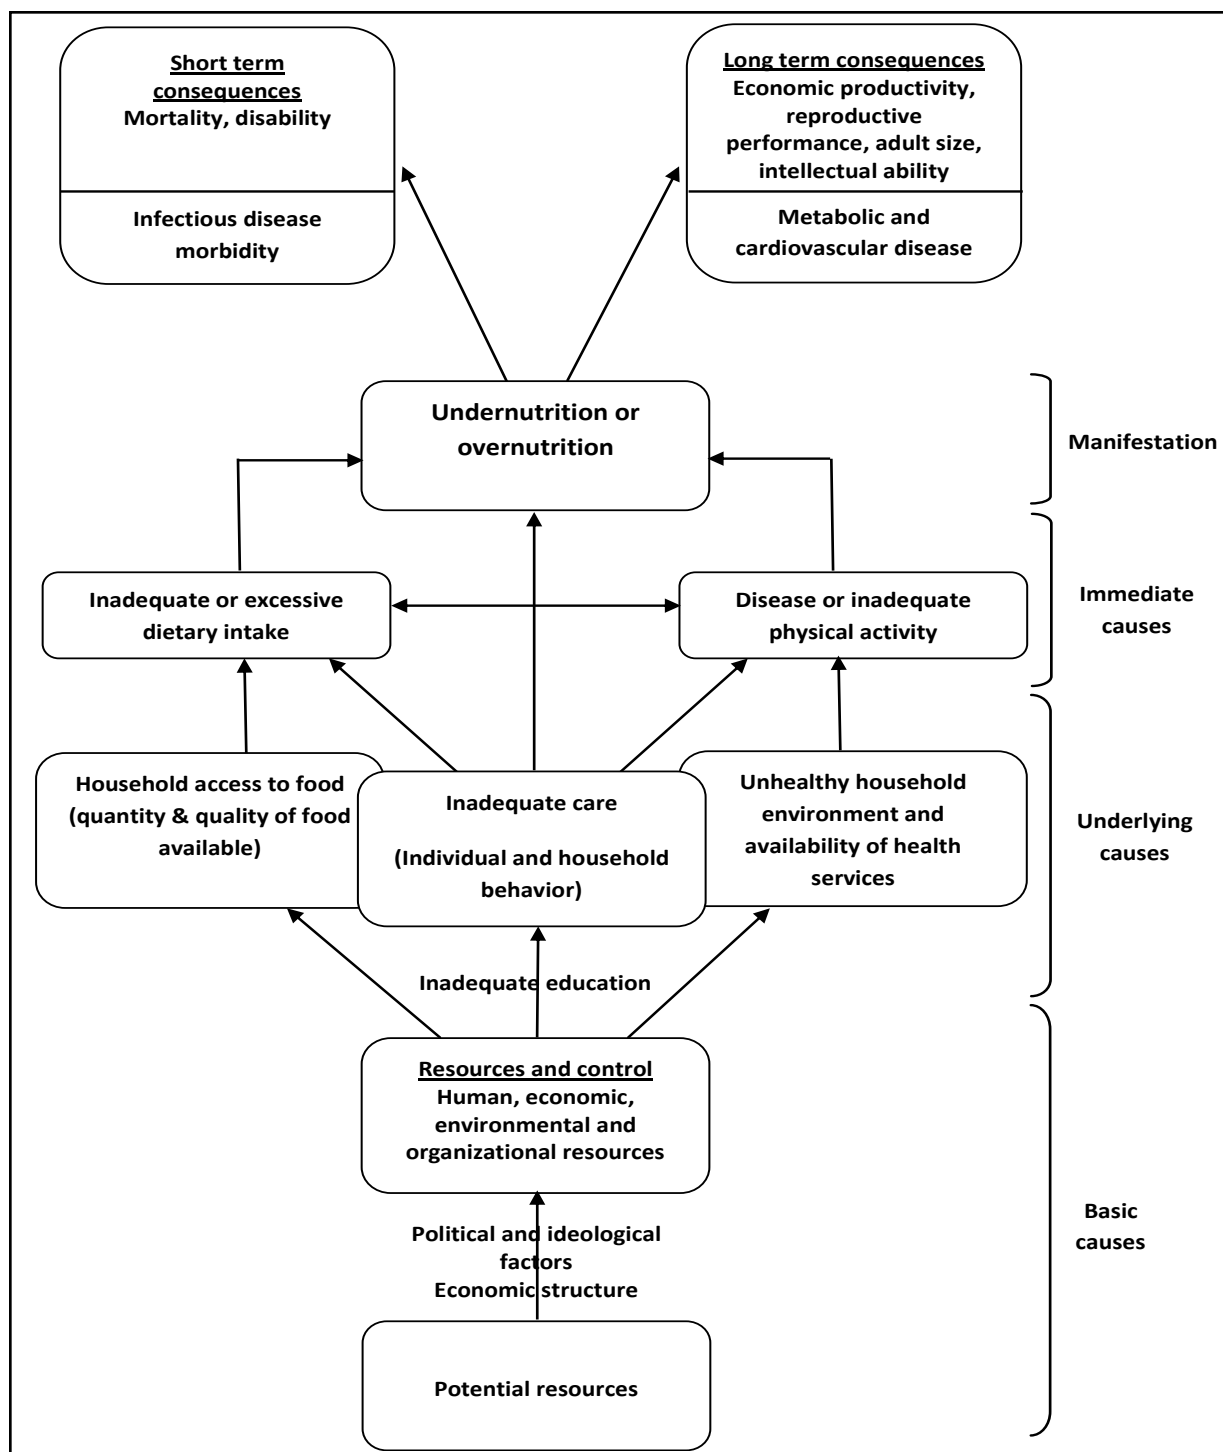 Short term
consequences
Mortality, disability
Infectious disease
morbidity
Long term consequences
Economic productivity,
reproductive
performance, adult size,
intellectual ability
Metabolic and
cardiovascular disease
Undernutrition or
overnutrition
Manifestation
Inadequate or excessive
dietary intake
Disease or inadequate
physical activity
Immediate
causes
Household access to food
(quantity & quality of food
available)
Inadequate care
(Individual and household
behavior)
Unhealthy household
environment and
availability of health
services
Underlying
causes
Inadequate education
Resources and control
Human, economic,
environmental and
organizational resources
Political and ideological
factors
Economic structure
Basic
causes
Potential resources